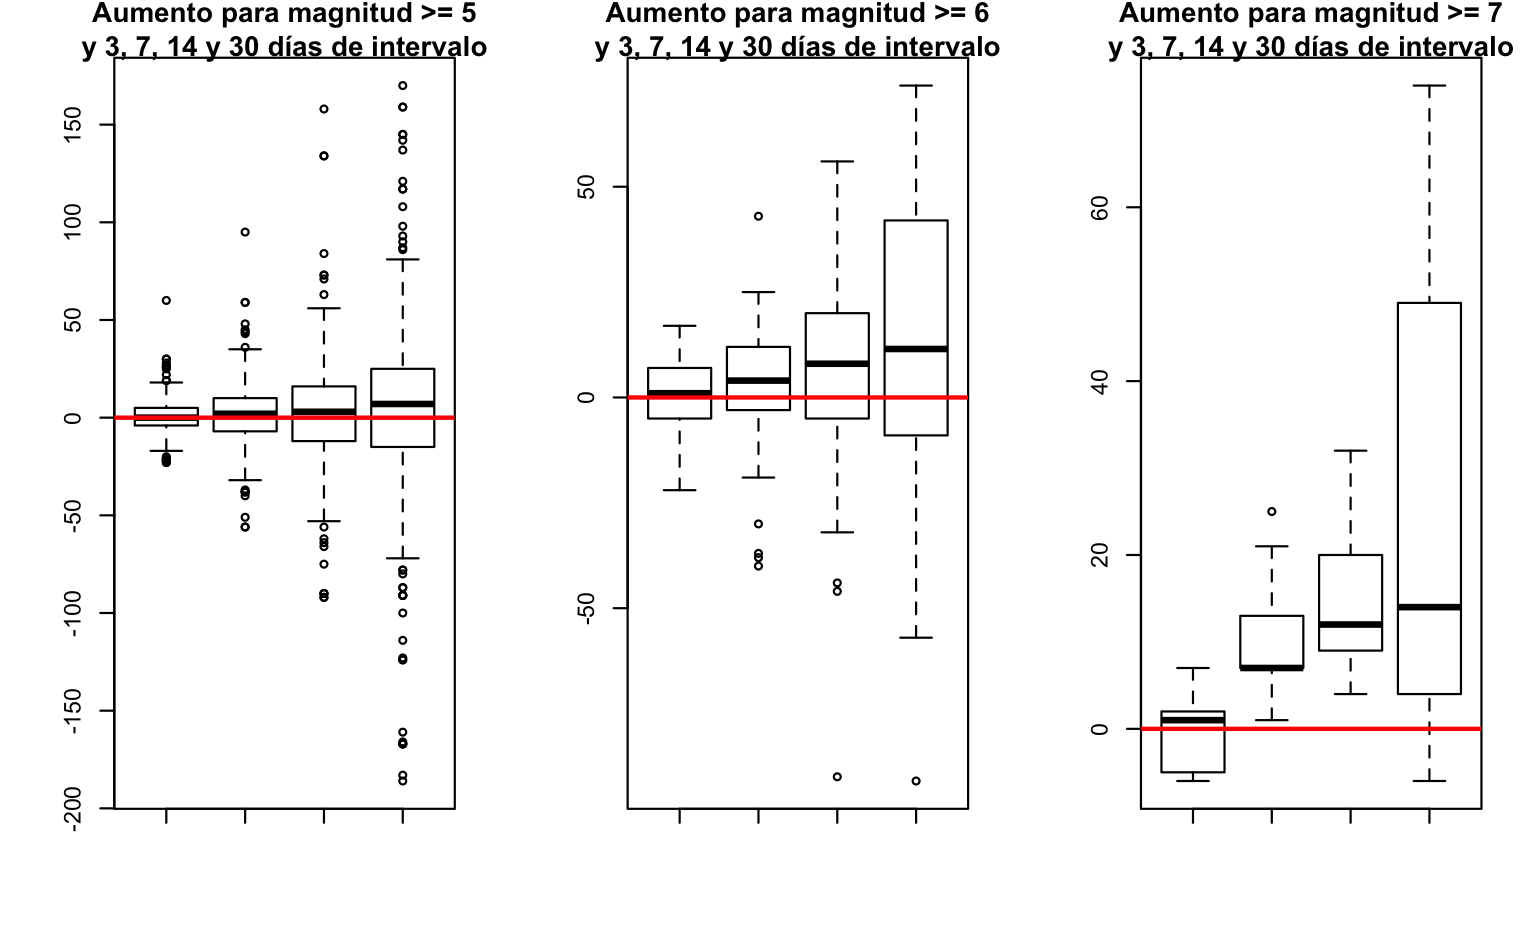 Aumento para magnitud >= 5
y 3, 7, 14 y 30 días de intervalo
150
100
50
0
-50
-100
-150
-200
Aumento para magnitud >= 6
y 3, 7, 14 y 30 días de intervalo
50
0
-50
Aumento para magnitud >= 7
y 3, 7, 14 y 30 días de intervalo
60
40
20
0